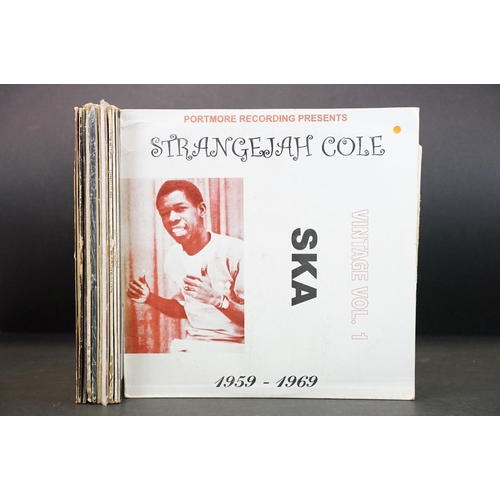 PORTMORE RECORDING PRESENTS
STRANGEJAH COLE
SKA
VINTAGE VOL. 1
1959 - 1969